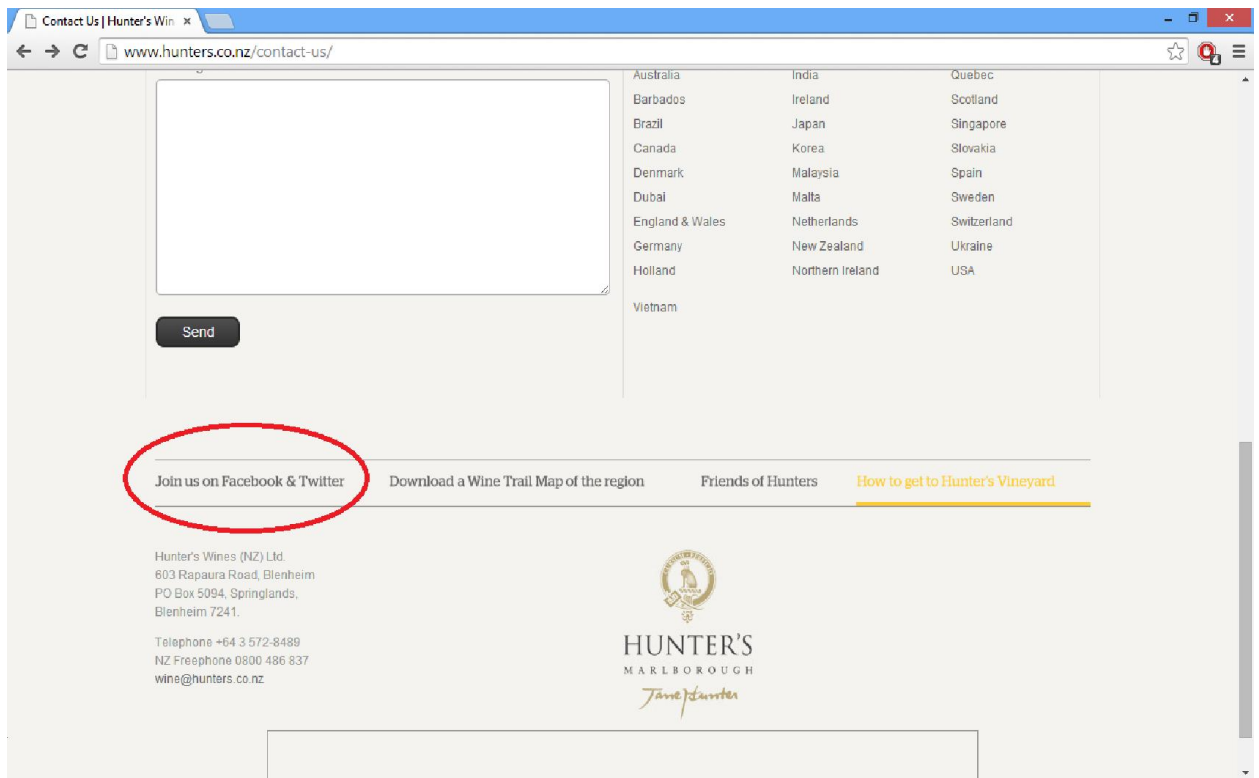 Contact Us | Hunter's Win
www.hunters.co.nz/contact-us/
Australia India Quebec
Barbados Ireland Scotland
Brazil Japan Singapore
Canada Korea Slovakia
Denmark Malaysia Spain
Dubai Malta Sweden
England & Wales Netherlands Switzerland
Germany New Zealand Ukraine
Holland Northern Ireland USA
Vietnam
Send
Join us on Facebook & Twitter Download a Wine Trail Map of the region Friends of Hunters How to get to Hunter's Vineyard
Hunter's Wines (NZ) Ltd.
603 Rapaura Road, Blenheim
PO Box 5094, Springlands,
Blenheim 7241.
Telephone +64 3 572-8489
NZ Freephone 0800 486 837
wine@hunters.co.nz
HUNTER'S
MARLBOROUGH
Jane Hunter